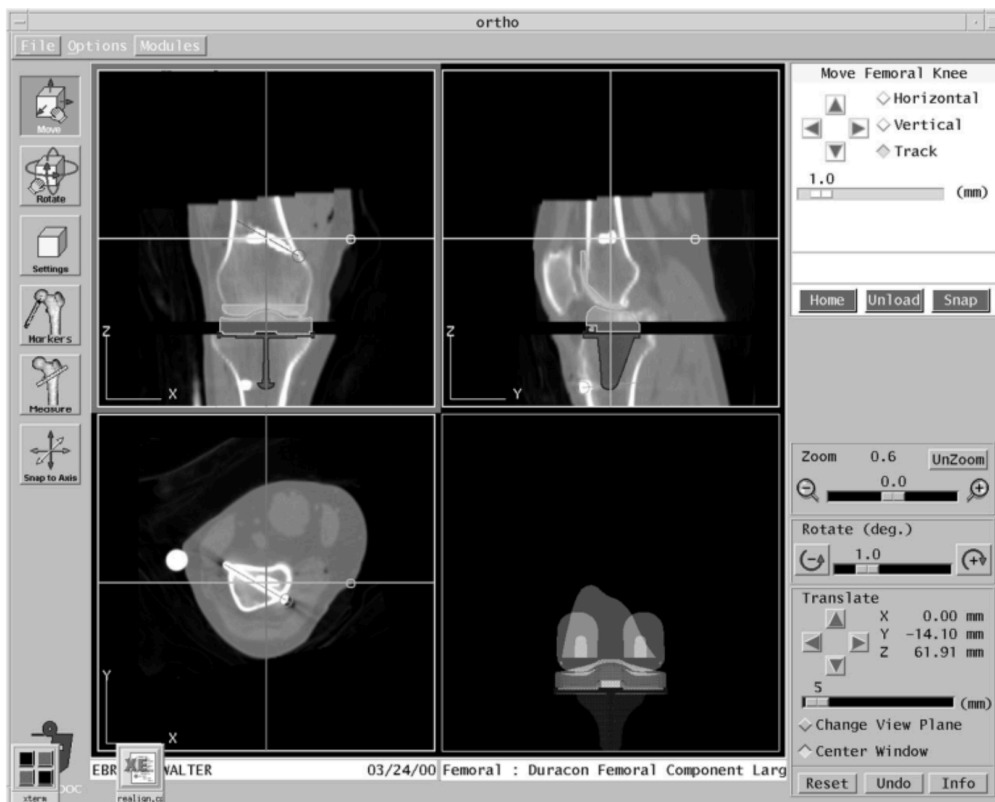 ortho
File Options Modules
Move
Rotate
Settings
Markers
Measure
Snap to Axis
Z
X
Z
Y
Y
X
Move Femoral Knee
Horizontal
Vertical
Track
1.0
(mm)
Home Unload Snap
Zoom 0.6 UnZoom
0.0
Rotate (deg.)
1.0
Translate
X 0.00 mm
Y -14.10 mm
Z 61.91 mm
5
(mm)
Change View Plane
Center Window
Reset Undo Info
EBR WALTER 03/24/00 Femoral : Duracon Femoral Component Larg
XE
xterm